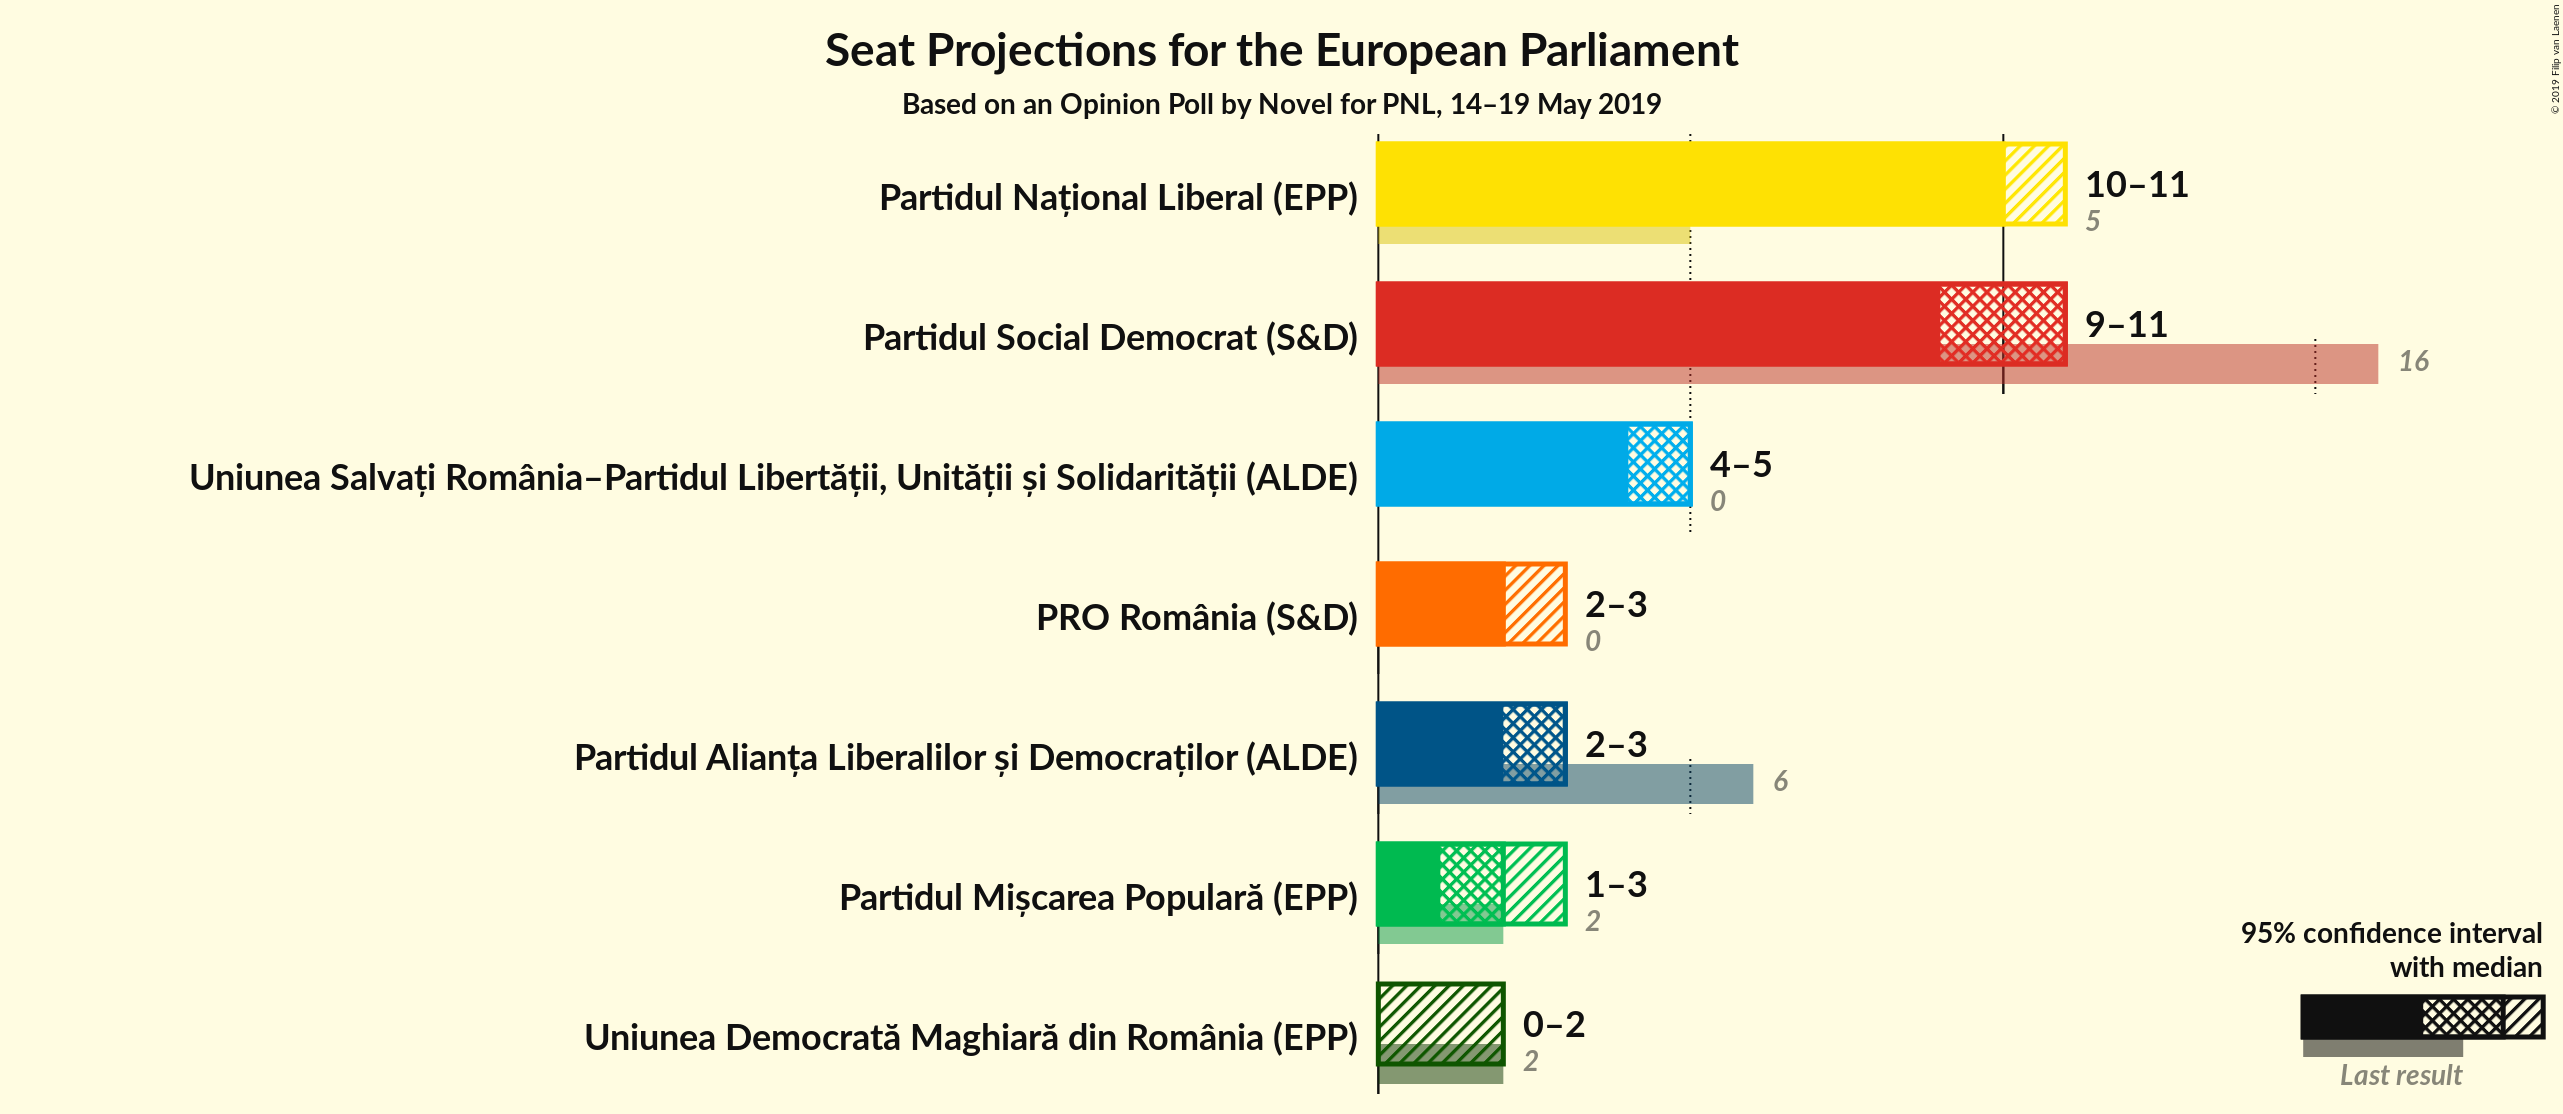 Seat Projections for the European Parliament
Based on an Opinion Poll by Novel for PNL, 14–19 May 2019
© 2019 Filip van Laenen
Partidul Național Liberal (EPP)
10–11
5
Partidul Social Democrat (S&D)
9–11
16
Uniunea Salvați România–Partidul Libertății, Unității și Solidarității (ALDE)
4–5
0
PRO România (S&D)
2–3
0
Partidul Alianța Liberalilor și Democraților (ALDE)
2–3
6
Partidul Mișcarea Populară (EPP)
1–3
2
Uniunea Democrată Maghiară din România (EPP)
0–2
2
95% confidence interval
with median
Last result